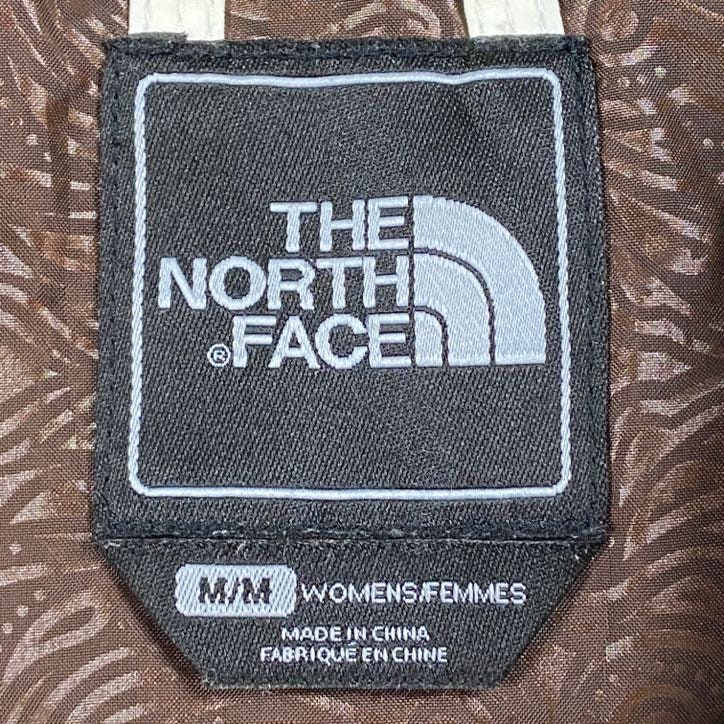 THE
NORTH
®FACE
M/M WOMENS/FEMMES
MADE IN CHINA
FABRIQUÉ EN CHINE